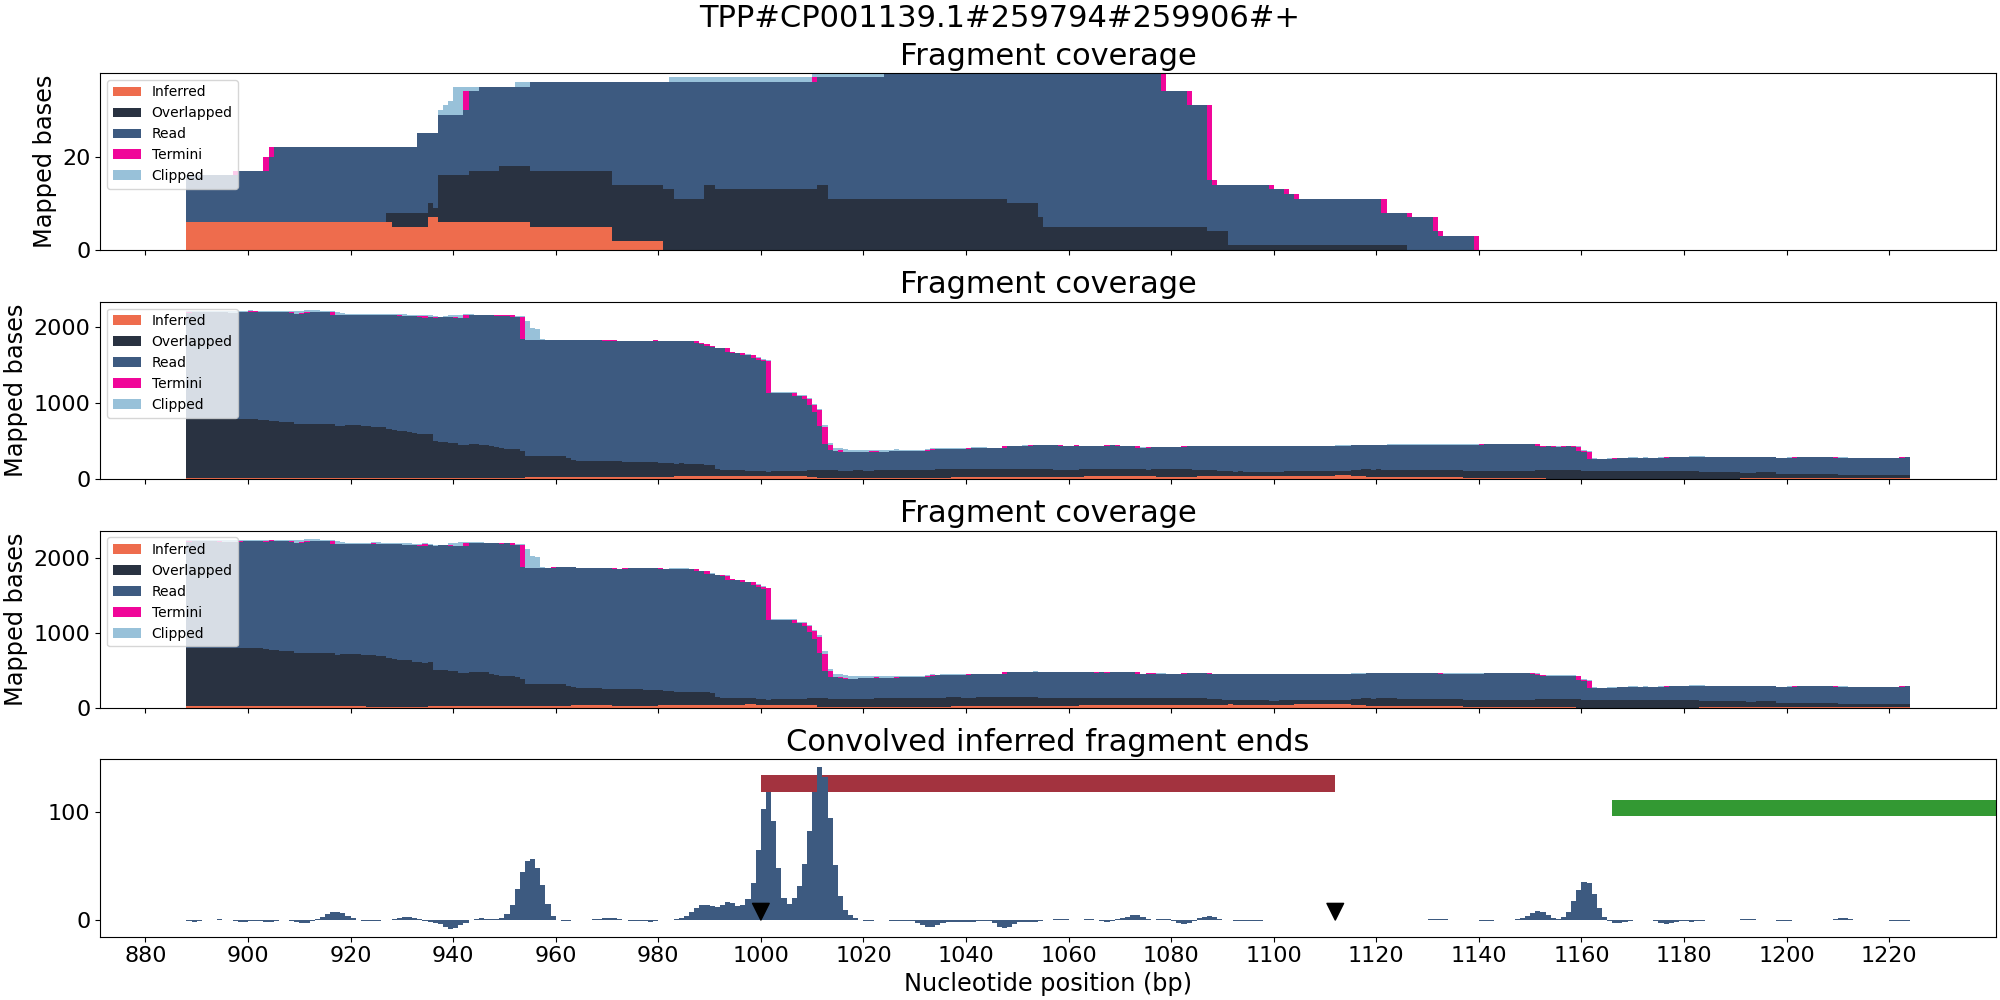 TPP#CP001139.1#259794#259906#+
Fragment coverage
Mapped bases
20
0
Inferred
Overlapped
Read
Termini
Clipped
Fragment coverage
Mapped bases
2000
1000
0
Inferred
Overlapped
Read
Termini
Clipped
Fragment coverage
Mapped bases
2000
1000
0
Inferred
Overlapped
Read
Termini
Clipped
Convolved inferred fragment ends
100
0
880 900 920 940 960 980 1000 1020 1040 1060 1080 1100 1120 1140 1160 1180 1200 1220
Nucleotide position (bp)